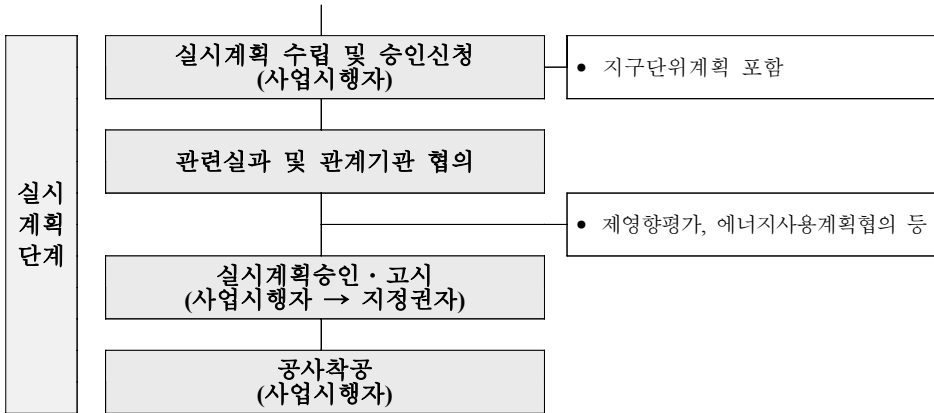 실시계획 수립 및 승인신청
(사업시행자)
• 지구단위계획 포함
관련실과 및 관계기관 협의
실시
계획
단계
• 제영향평가, 에너지사용계획협의 등
실시계획승인 · 고시
(사업시행자 → 지정권자)
공사착공
(사업시행자)